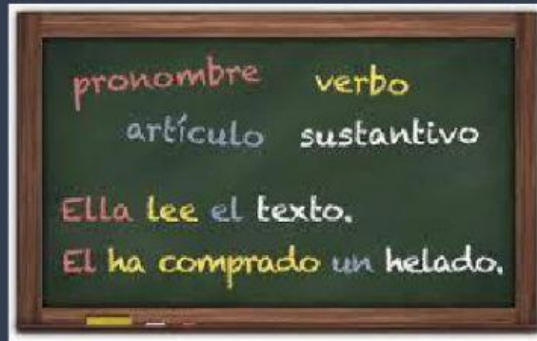 pronombre verbo
artículo sustantivo
Ella lee el texto.
El ha comprado un helado.